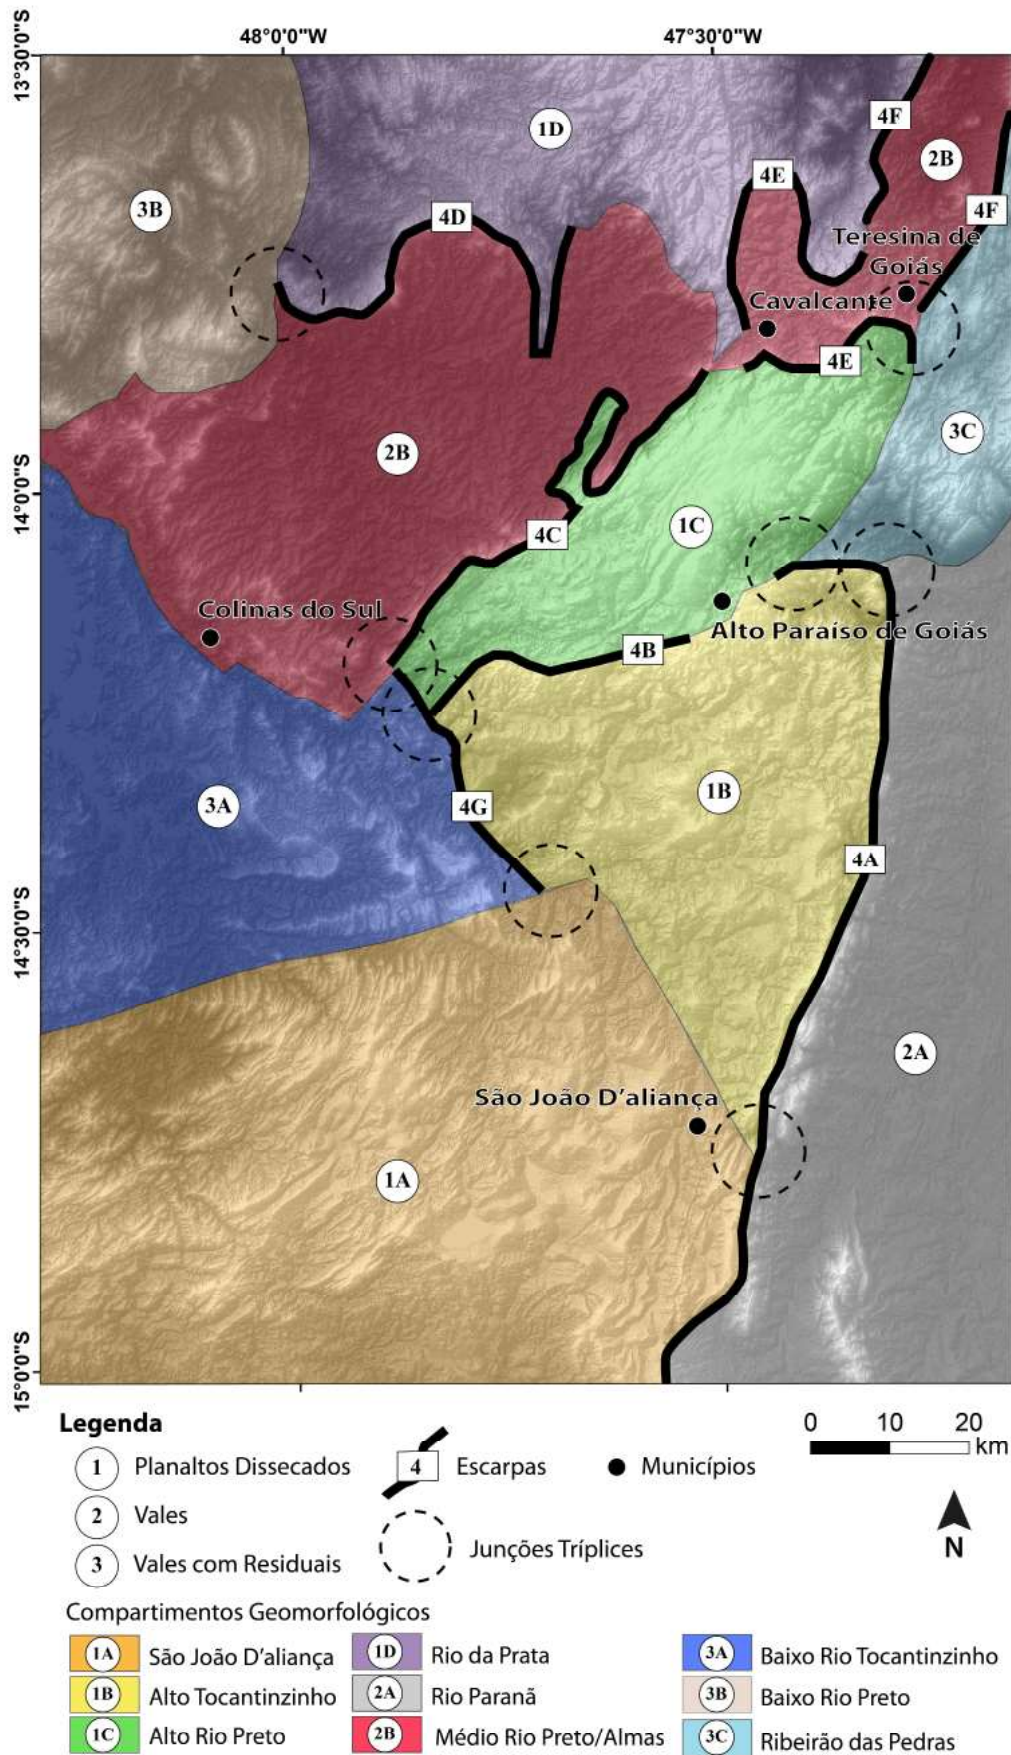 48°0'0"W 47°30'0"W
13°30'0"S
1D
4F
2B
4E
3B
4D
4F
Teresina de
Goiás
Cavalcante
4E
3C
2B
14°0'0"S
1C
4C
Colinas do Sul
Alto Paraíso de Goiás
4B
1B
3A
4G
4A
14°30'0"S
2A
São João D'aliança
1A
15°0'0"S
Legenda
0 10 20
km
1 Planaltos Dissecados
4 Escarpas
Municípios
2 Vales
Junções Tríplices
3 Vales com Residuais
N
Compartimentos Geomorfológicos
1A São João D'aliança
1D Rio da Prata
3A Baixo Rio Tocantinzinho
1B Alto Tocantinzinho
2A Rio Paranã
3B Baixo Rio Preto
1C Alto Rio Preto
2B Médio Rio Preto/Almas
3C Ribeirão das Pedras